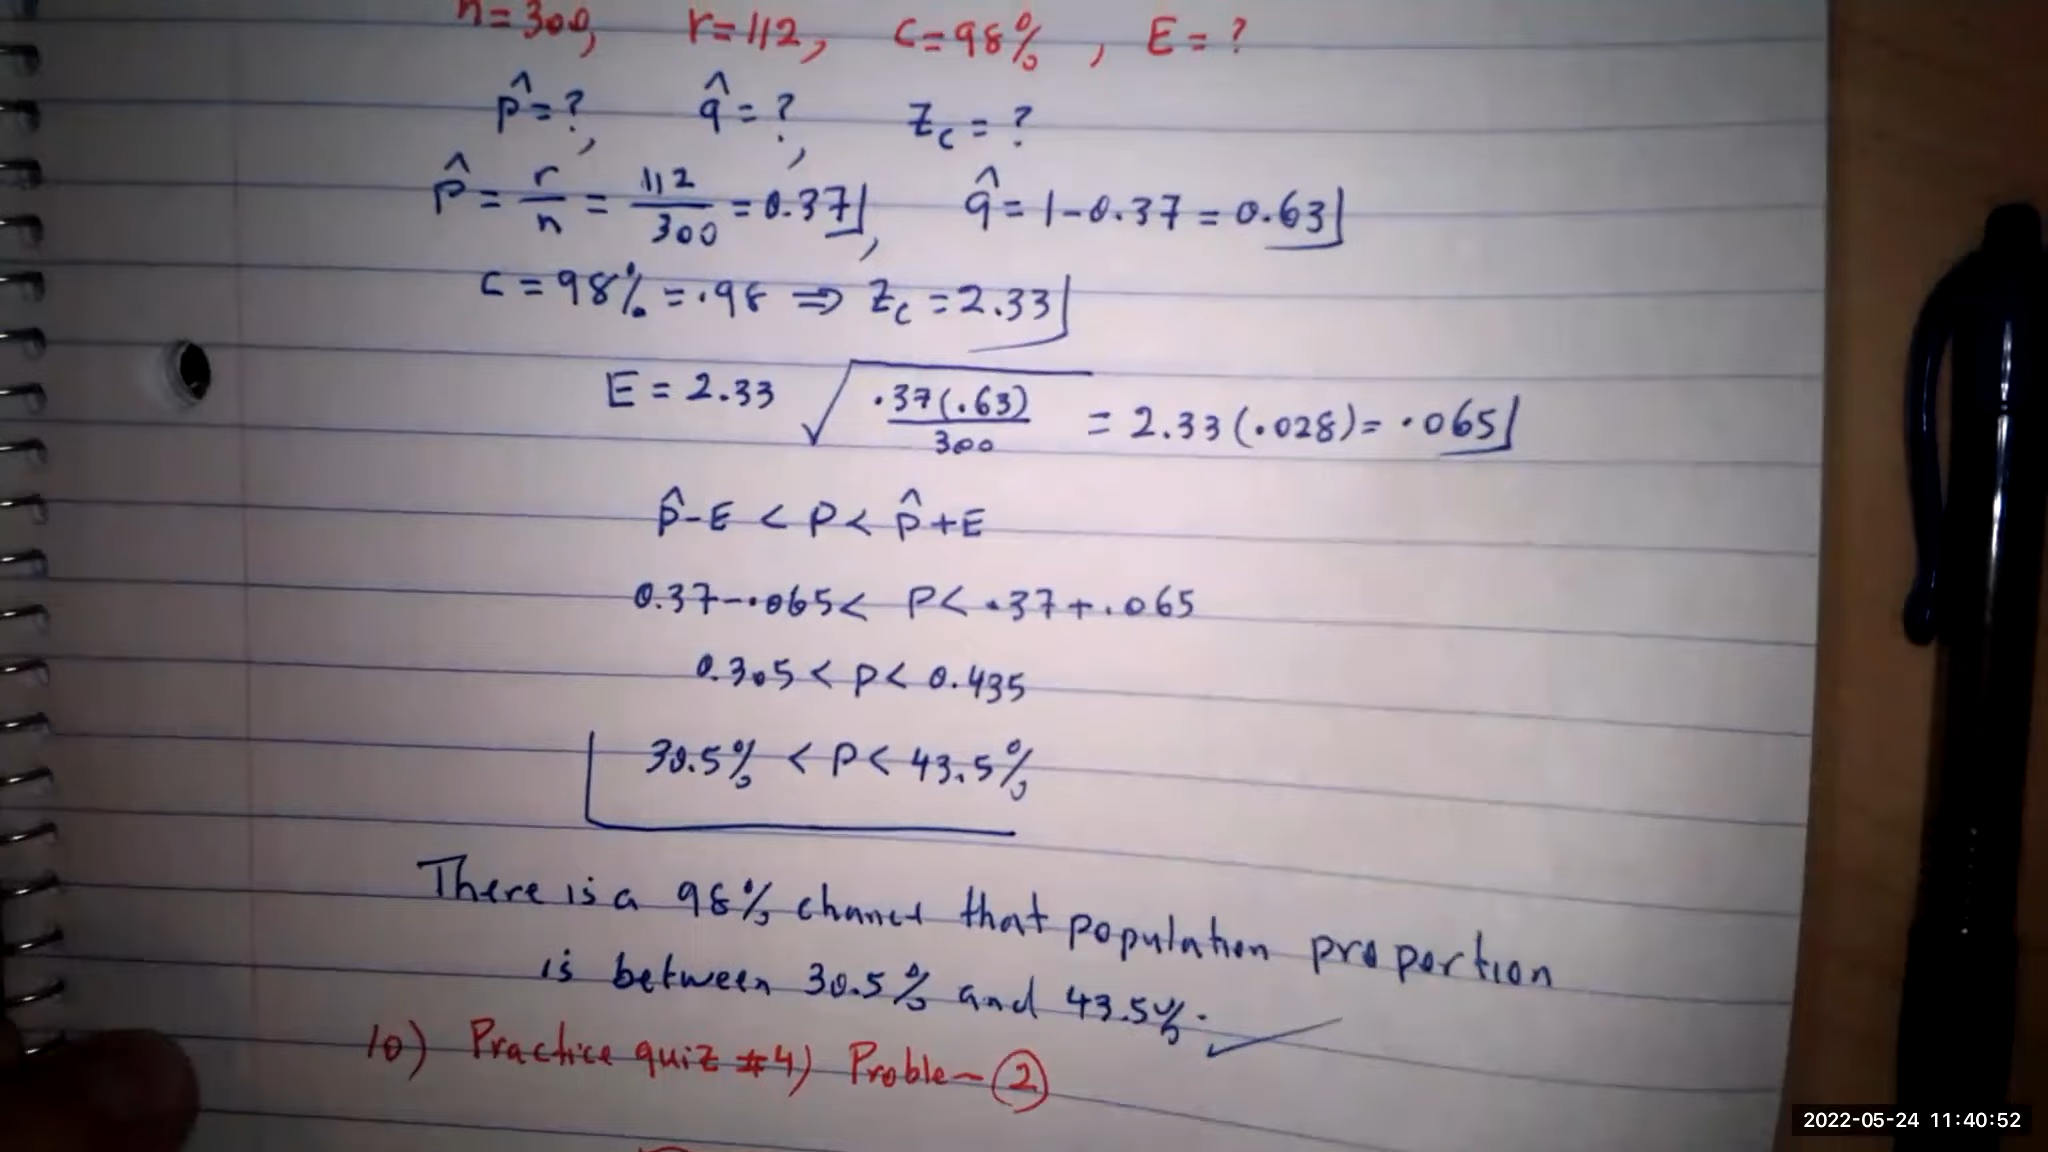 n=300, r=112, c=98%, E=?
p̂=?, q̂=?, Zc=?
p̂ = r/n = 112/300 = 0.37, q̂ = 1-0.37 = 0.63
c=98% = .98 ⇒ Zc = 2.33
E = 2.33 √(.37(.63)/300) = 2.33(.028) = .065
p̂-E < P < p̂+E
0.37-.065 < P < .37+.065
0.305 < P < 0.435
30.5% < P < 43.5%
There is a 98% chance that population proportion
is between 30.5% and 43.5%.
10) Practice quiz #4) Problem 2
2022-05-24 11:40:52